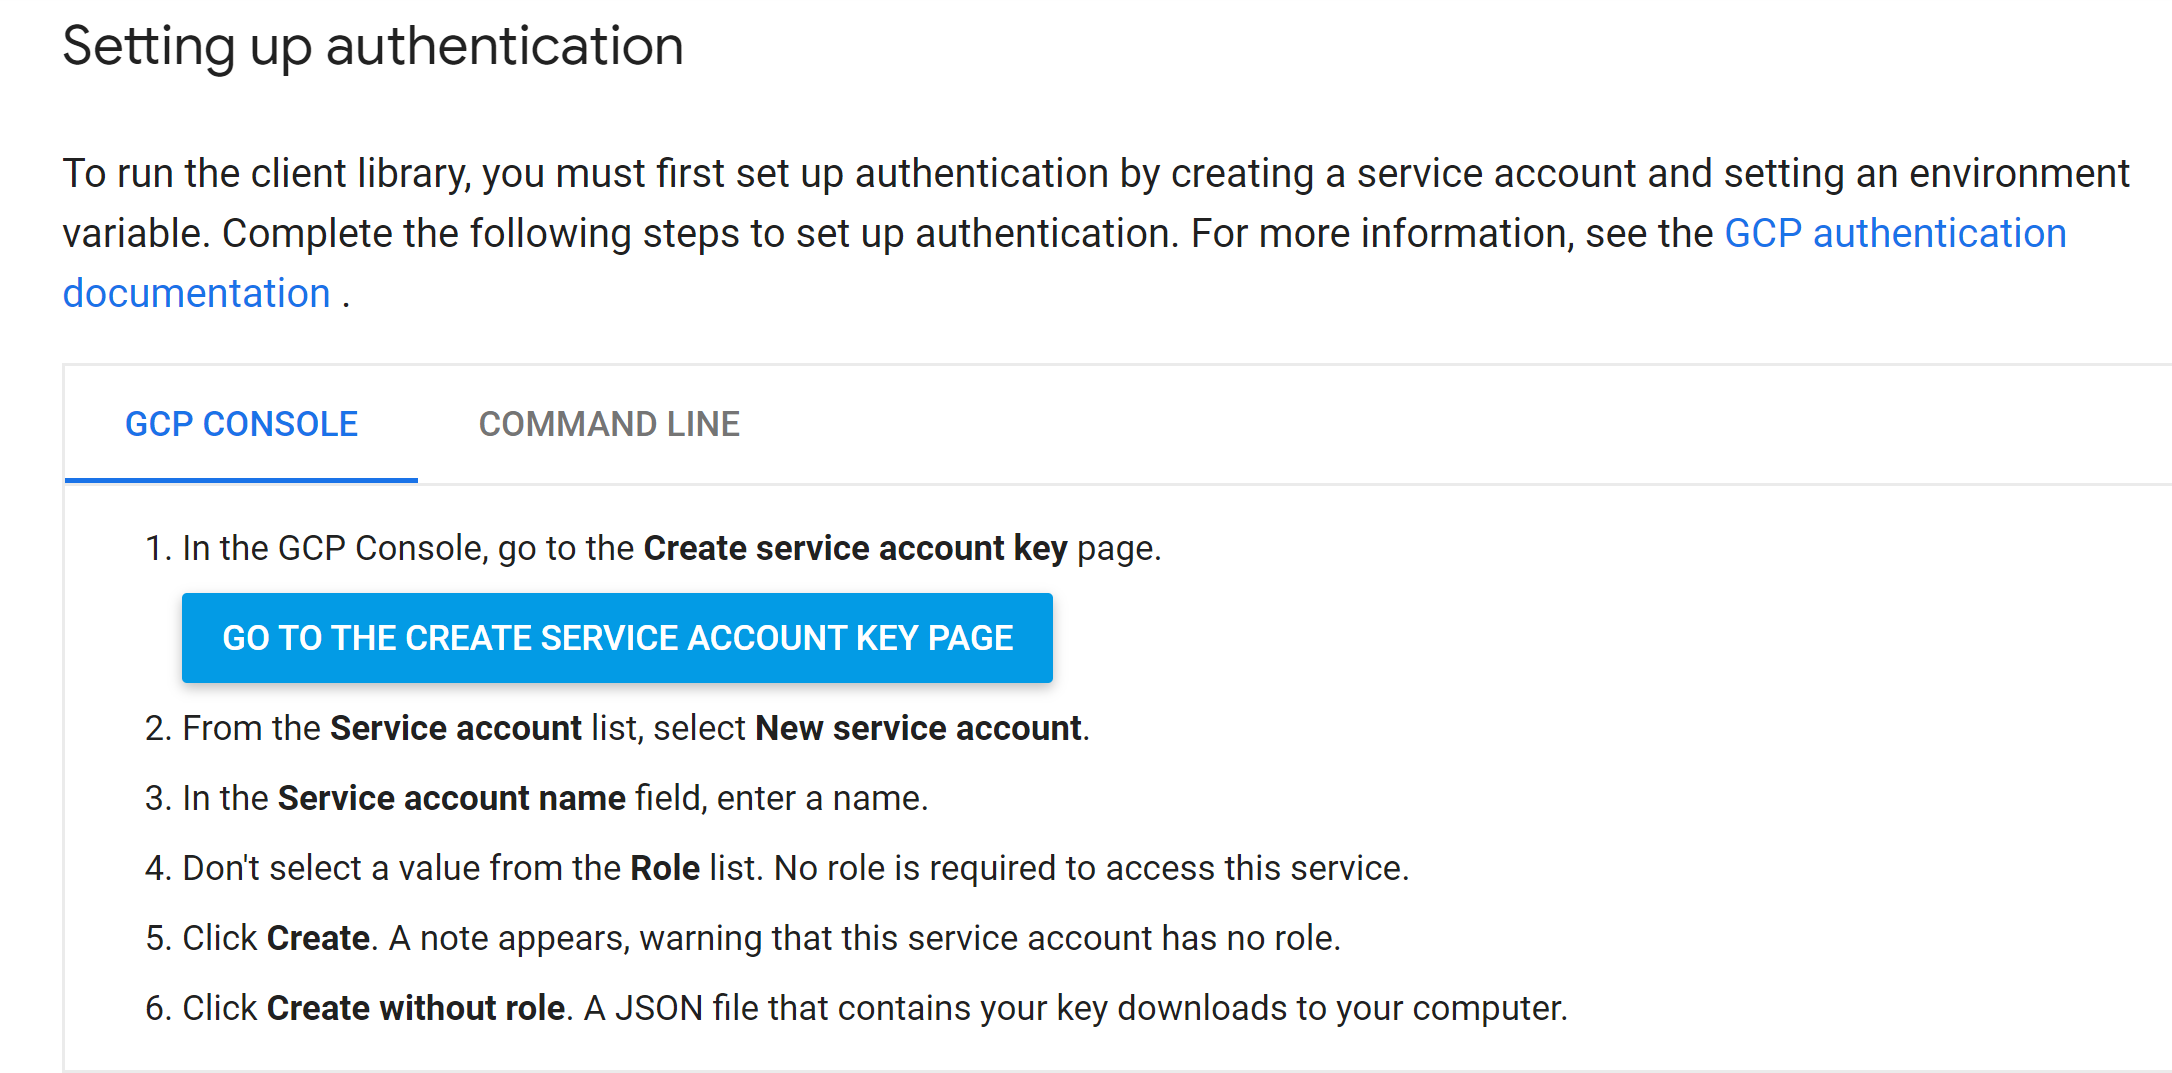 Setting up authentication
To run the client library, you must first set up authentication by creating a service account and setting an environment
variable. Complete the following steps to set up authentication. For more information, see the GCP authentication
documentation .
GCP CONSOLE COMMAND LINE
1. In the GCP Console, go to the Create service account key page.
GO TO THE CREATE SERVICE ACCOUNT KEY PAGE
2. From the Service account list, select New service account.
3. In the Service account name field, enter a name.
4. Don't select a value from the Role list. No role is required to access this service.
5. Click Create. A note appears, warning that this service account has no role.
6. Click Create without role. A JSON file that contains your key downloads to your computer.